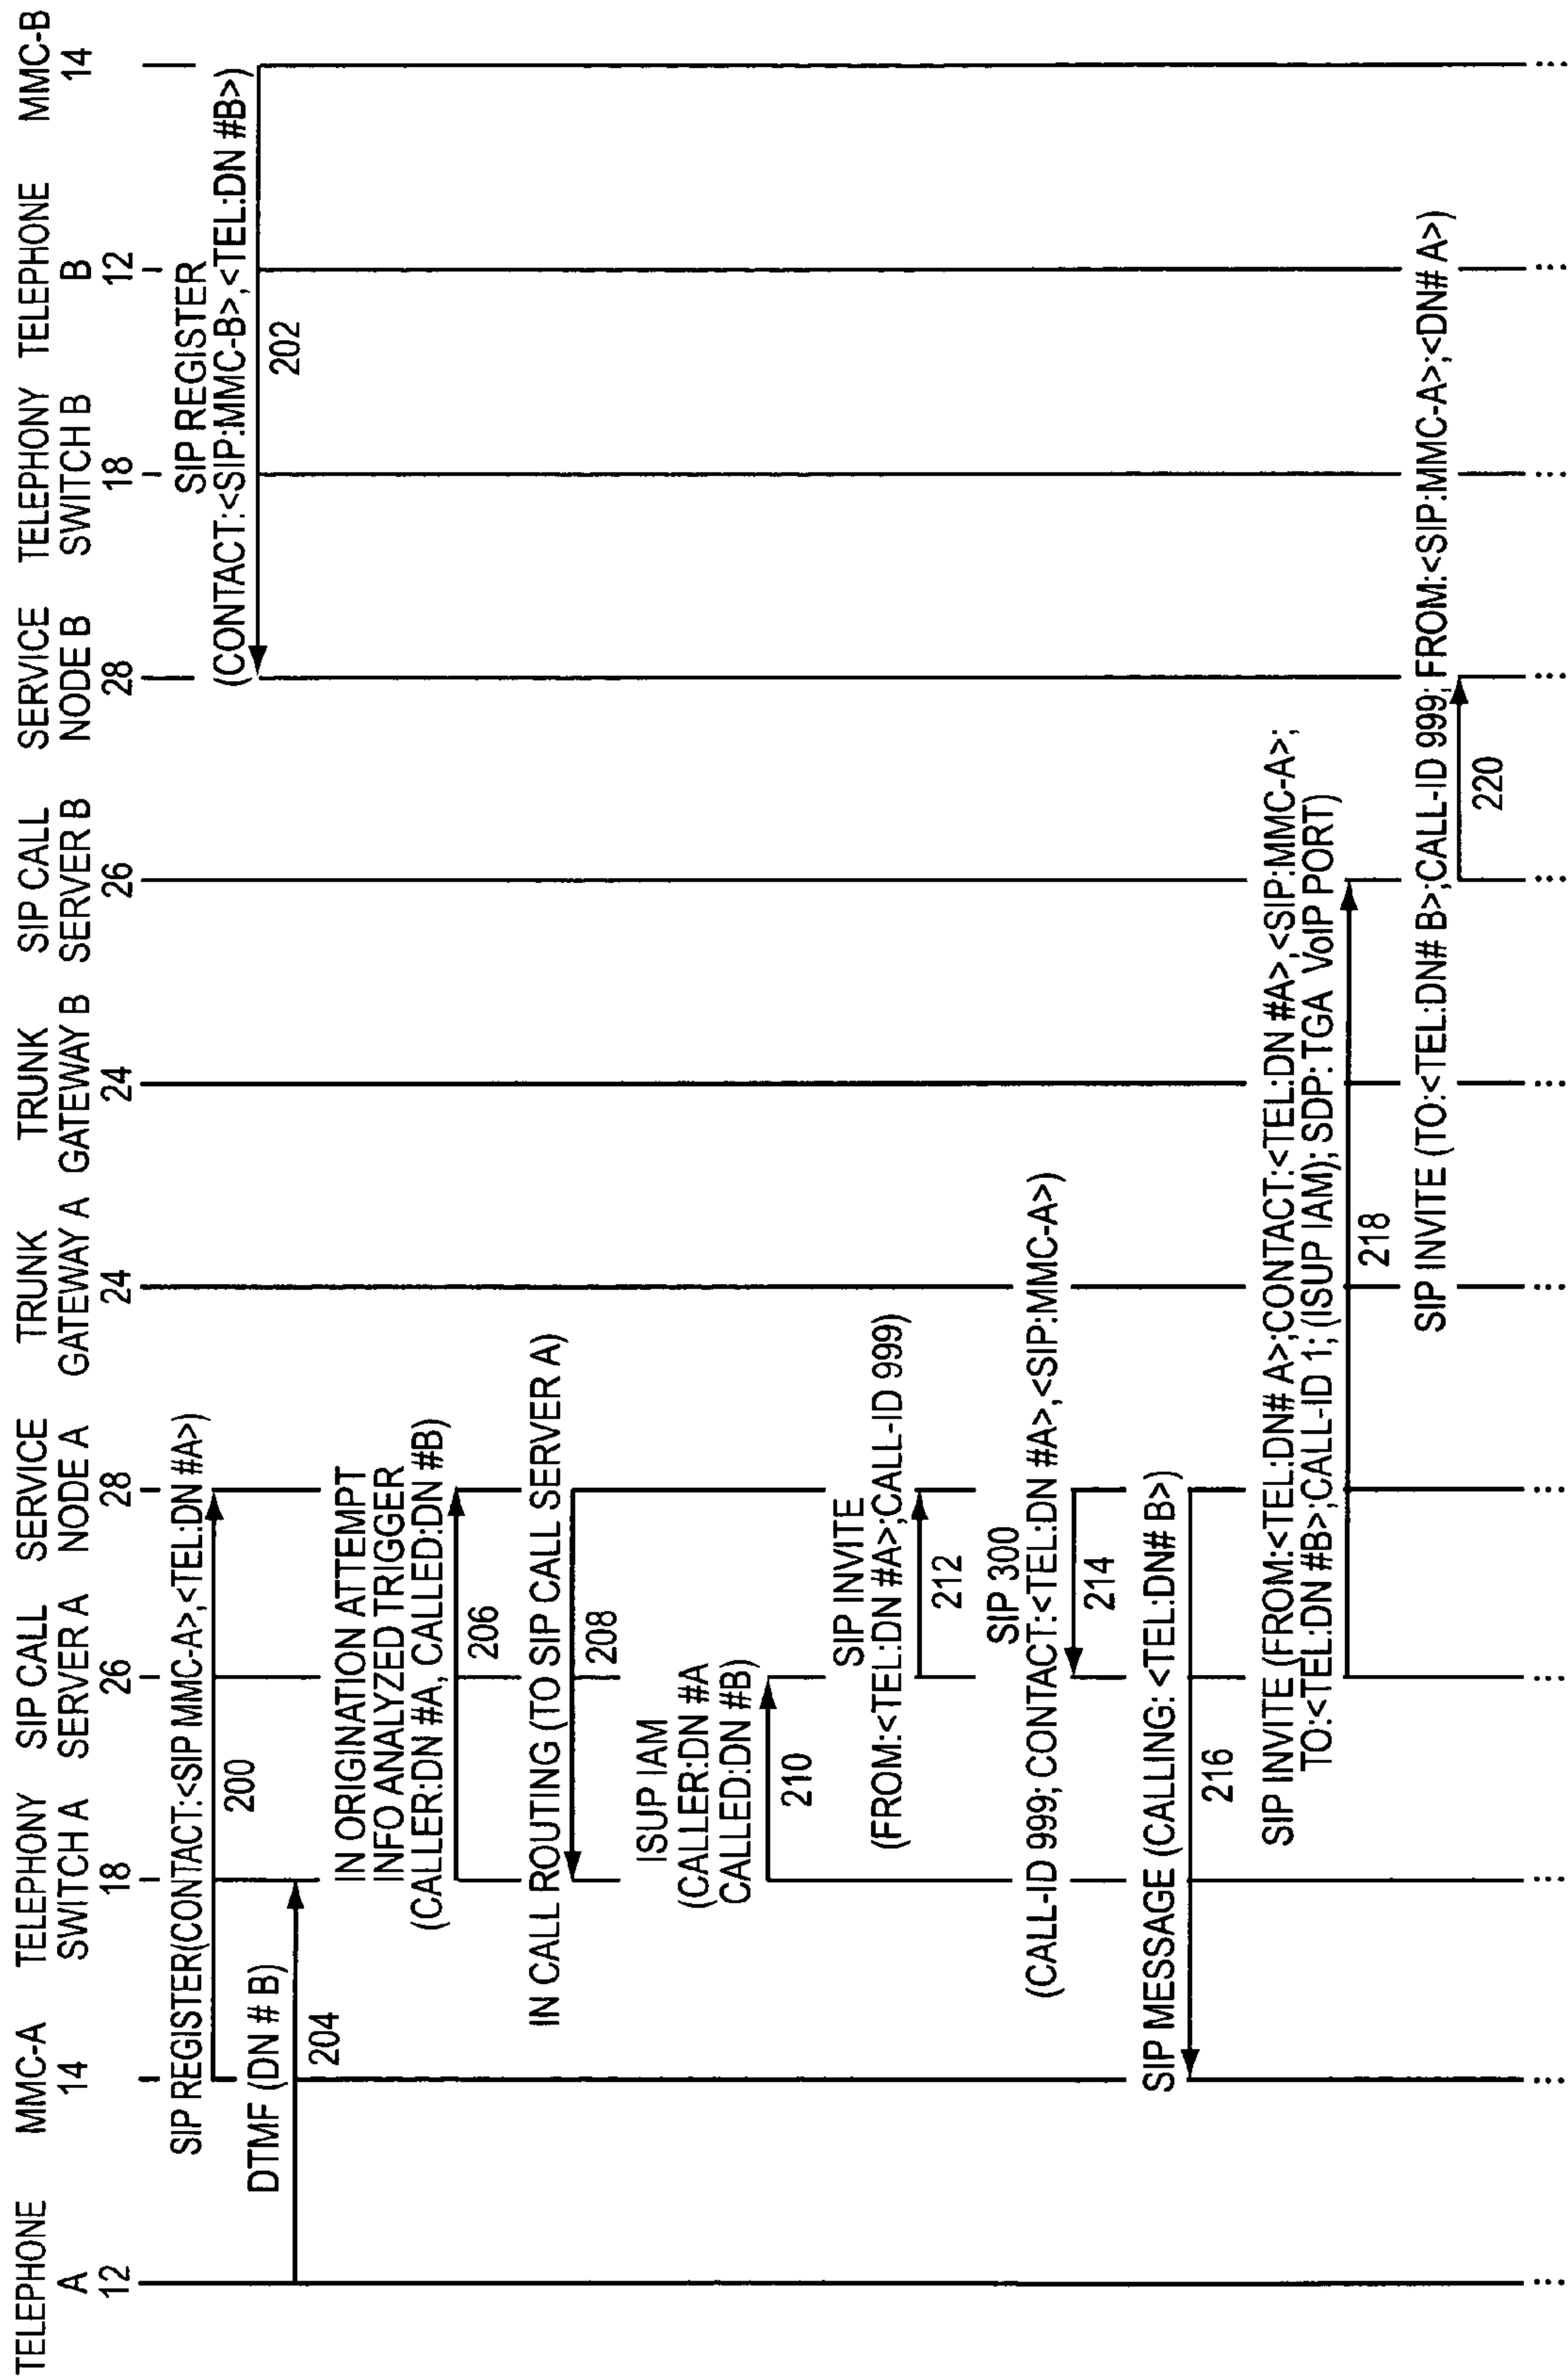 TELEPHONE A 12
MMC-A 14
TELEPHONY SWITCH A 18
SIP CALL SERVER A 26
SERVICE NODE A 28
TRUNK GATEWAY A 24
TRUNK GATEWAY B 24
SIP CALL SERVER B 26
SERVICE NODE B 28
TELEPHONY SWITCH B 18
TELEPHONE B 12
MMC-B 14
SIP REGISTER(CONTACT:<SIP MMC-A>,<TEL:DN #A>)
200
SIP REGISTER
(CONTACT:<SIP:MMC-B>,<TEL:DN #B>)
202
DTMF (DN # B)
204
IN ORIGINATION ATTEMPT
INFO ANALYZED TRIGGER
(CALLER:DN #A, CALLED:DN #B)
206
IN CALL ROUTING (TO SIP CALL SERVER A)
208
ISUP IAM
(CALLER:DN #A
CALLED:DN #B)
210
SIP INVITE
(FROM:<TEL:DN #A>;CALL-ID 999)
212
SIP 300
(CALL-ID 999; CONTACT:<TEL:DN #A>,<SIP:MMC-A>)
214
SIP MESSAGE (CALLING: <TEL:DN# B>)
216
SIP INVITE (FROM:<TEL:DN# A>;CONTACT:<TEL:DN #A>,<SIP:MMC-A>;
TO:<TEL:DN #B>;CALL-ID 1; (ISUP IAM); SDP: TGA VoIP PORT)
218
SIP INVITE (TO:<TEL:DN# B>;CALL-ID 999; FROM:<SIP:MMC-A>;<DN# A>)
220